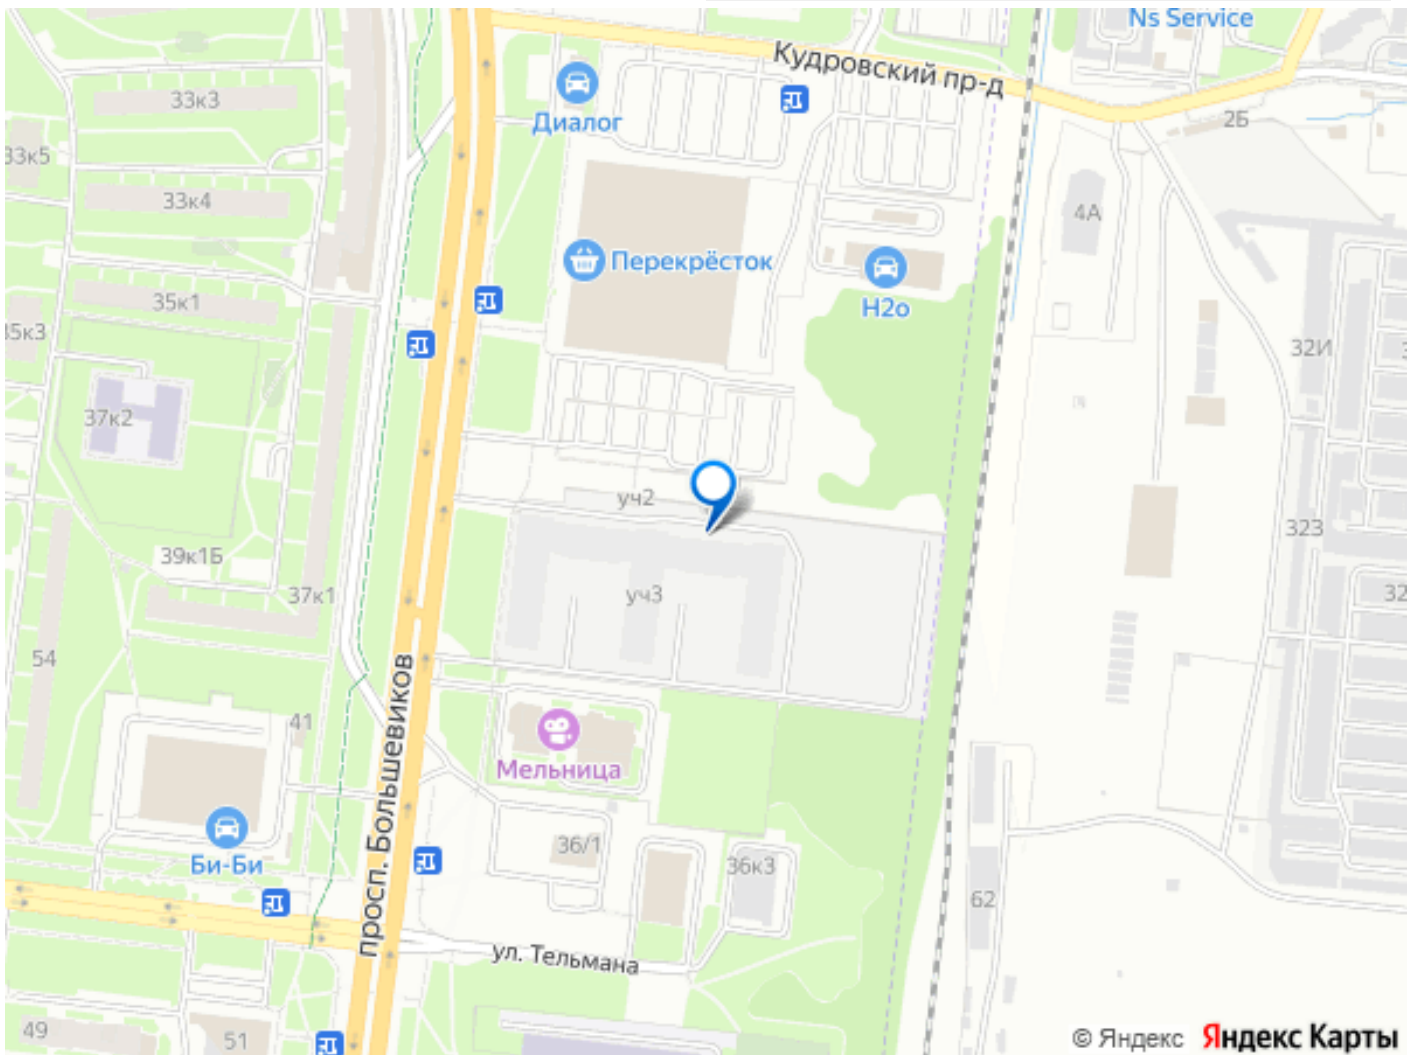 Ns Service
Кудровский пр-д
33к3
Диалог
2Б
33к5
33к4
4А
Перекрёсток
Н2о
35к1
35к3
32И
37к2
уч2
323
39к1Б
37к1
уч3
54
просп. Большевиков
41
Мельница
36/1
Би-Би
36к3
62
ул. Тельмана
49
51
© Яндекс Яндекс Карты